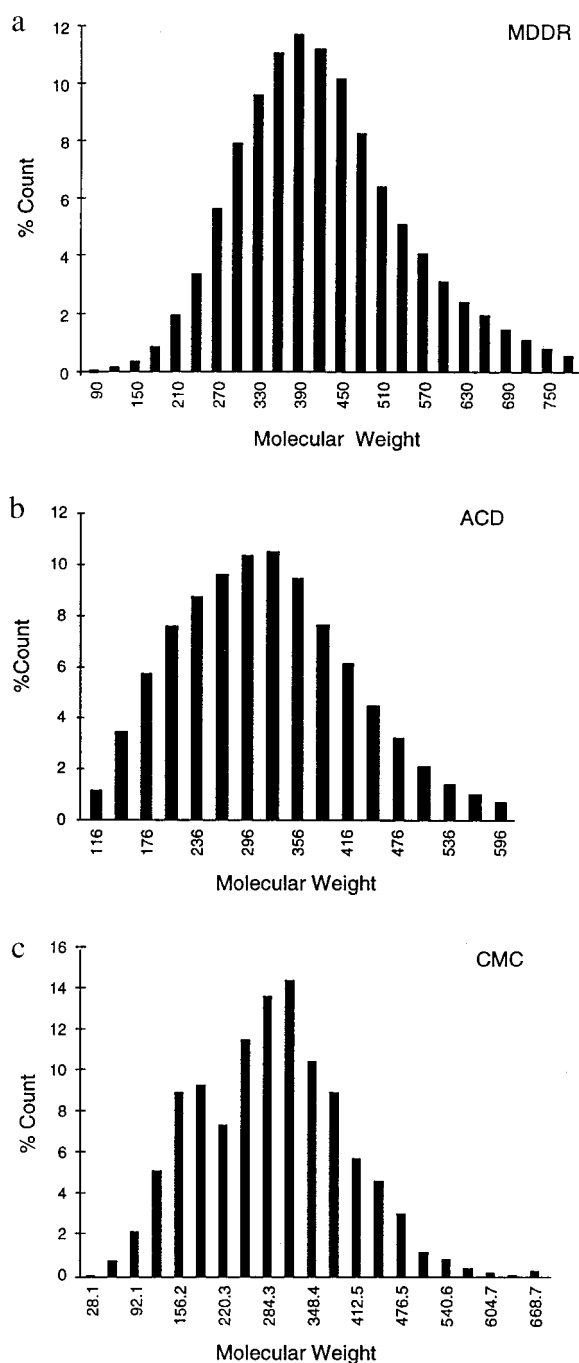 a
MDDR
12
10
8
6
4
2
0
% Count
90 150 210 270 330 390 450 510 570 630 690 750
Molecular Weight
b
ACD
12
10
8
6
4
2
0
%Count
116 176 236 296 356 416 476 536 596
Molecular Weight
c
CMC
16
14
12
10
8
6
4
2
0
% Count
28.1 92.1 156.2 220.3 284.3 348.4 412.5 476.5 540.6 604.7 668.7
Molecular Weight